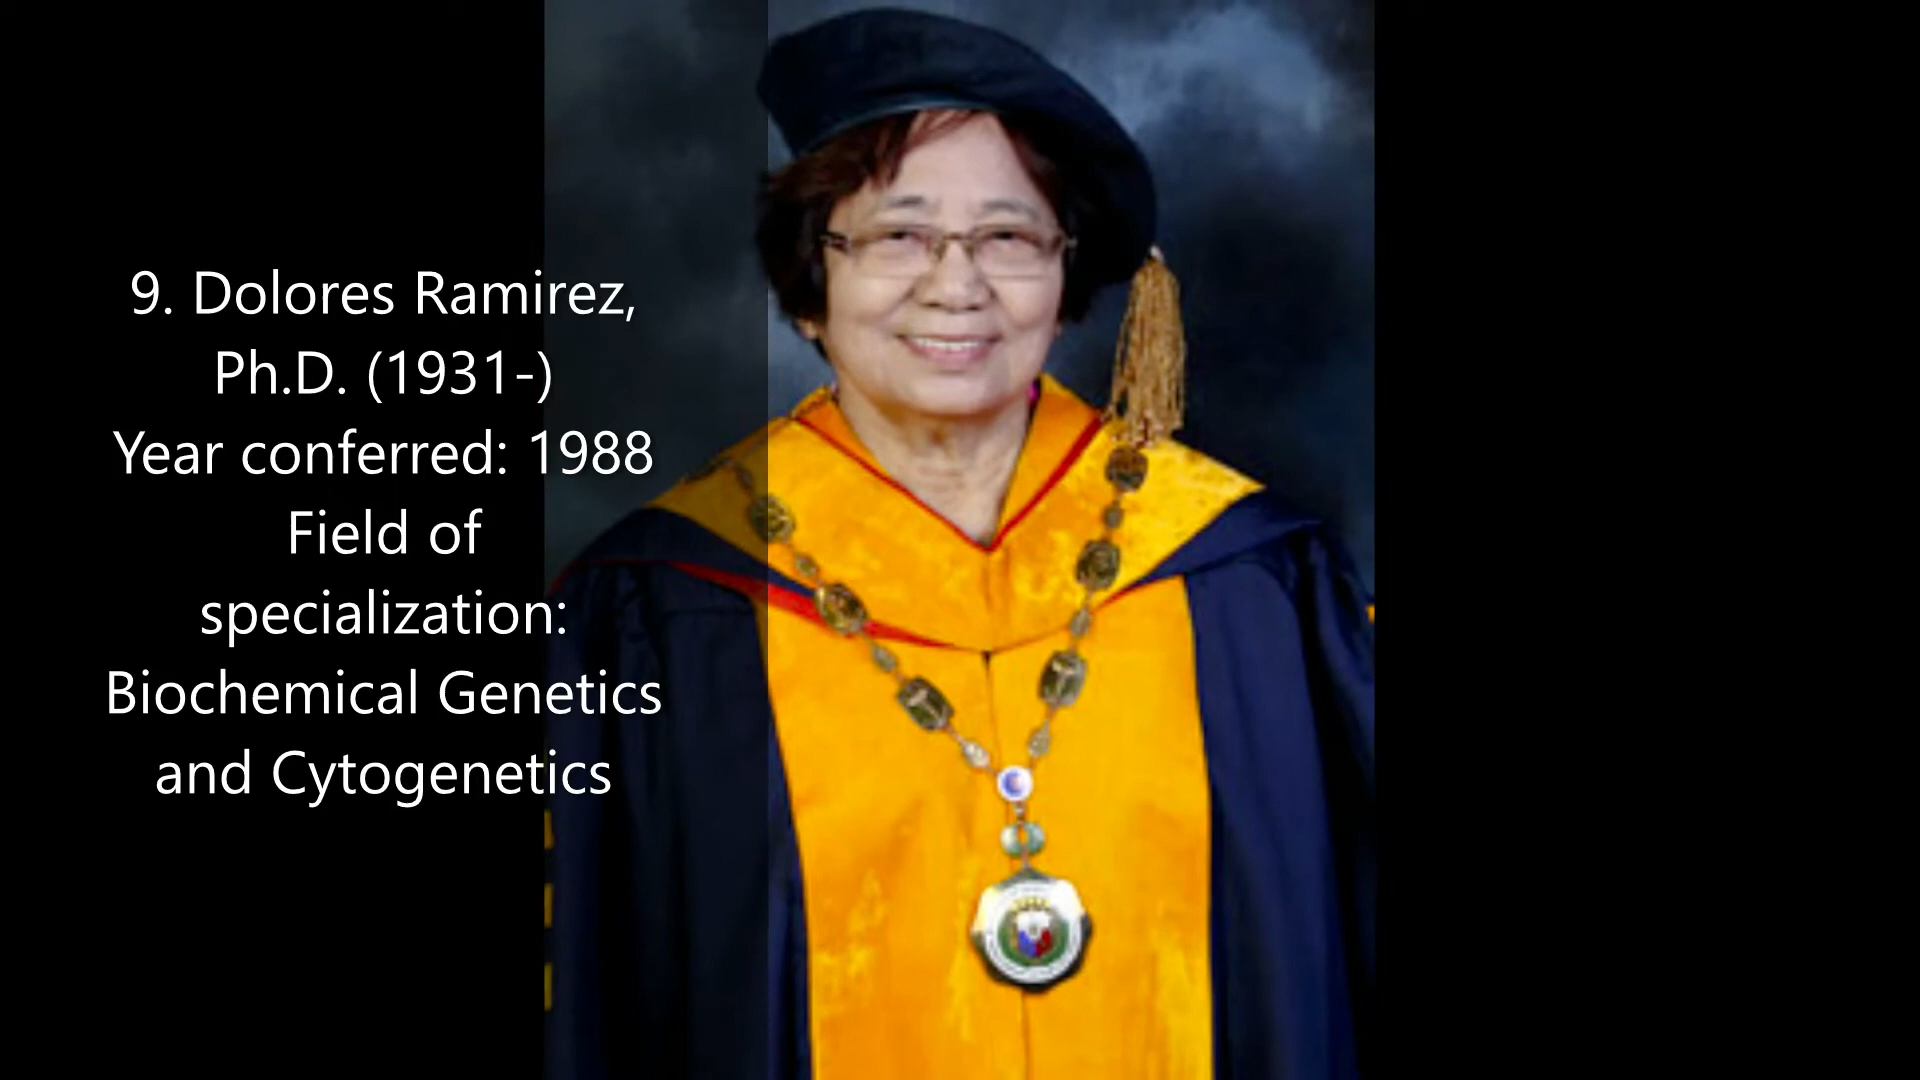 9. Dolores Ramirez,
Ph.D. (1931-)
Year conferred: 1988
Field of
specialization:
Biochemical Genetics
and Cytogenetics